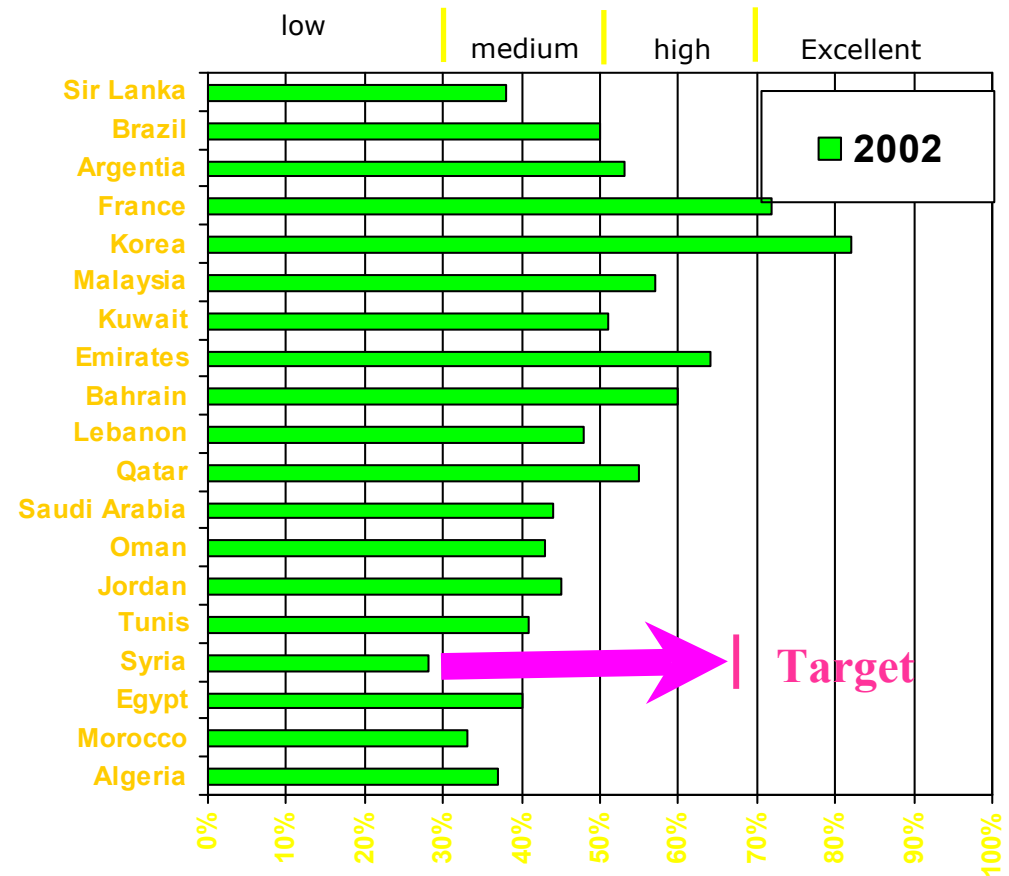 low
medium
high
Excellent
Sir Lanka
Brazil
Argentia
France
Korea
Malaysia
Kuwait
Emirates
Bahrain
Lebanon
Qatar
Saudi Arabia
Oman
Jordan
Tunis
Syria
Egypt
Morocco
Algeria
2002
Target
0%
10%
20%
30%
40%
50%
60%
70%
80%
90%
100%